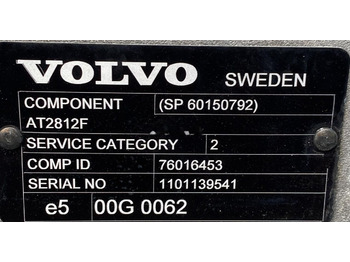 VOLVO SWEDEN
COMPONENT (SP 60150792)
AT2812F
SERVICE CATEGORY 2
COMP ID 76016453
SERIAL NO 1101139541
e5 00G 0062